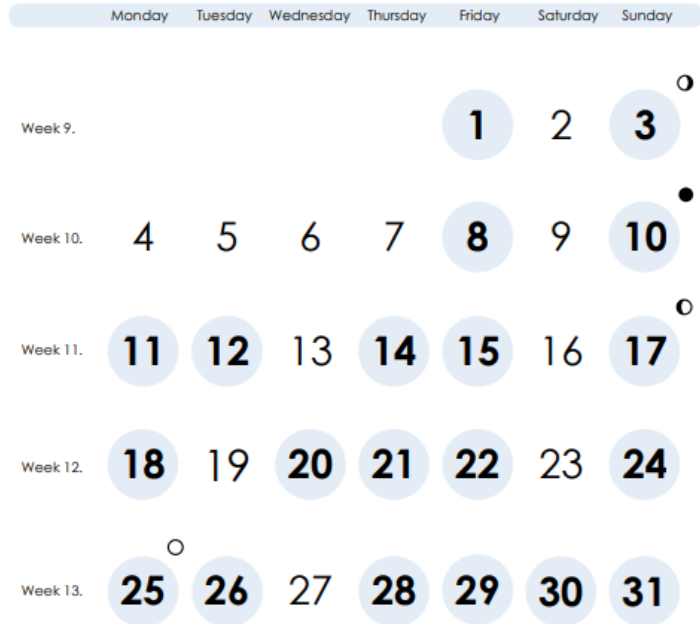 Monday Tuesday Wednesday Thursday Friday Saturday Sunday
Week 9. 1 2 3
Week 10. 4 5 6 7 8 9 10
Week 11. 11 12 13 14 15 16 17
Week 12. 18 19 20 21 22 23 24
Week 13. 25 26 27 28 29 30 31